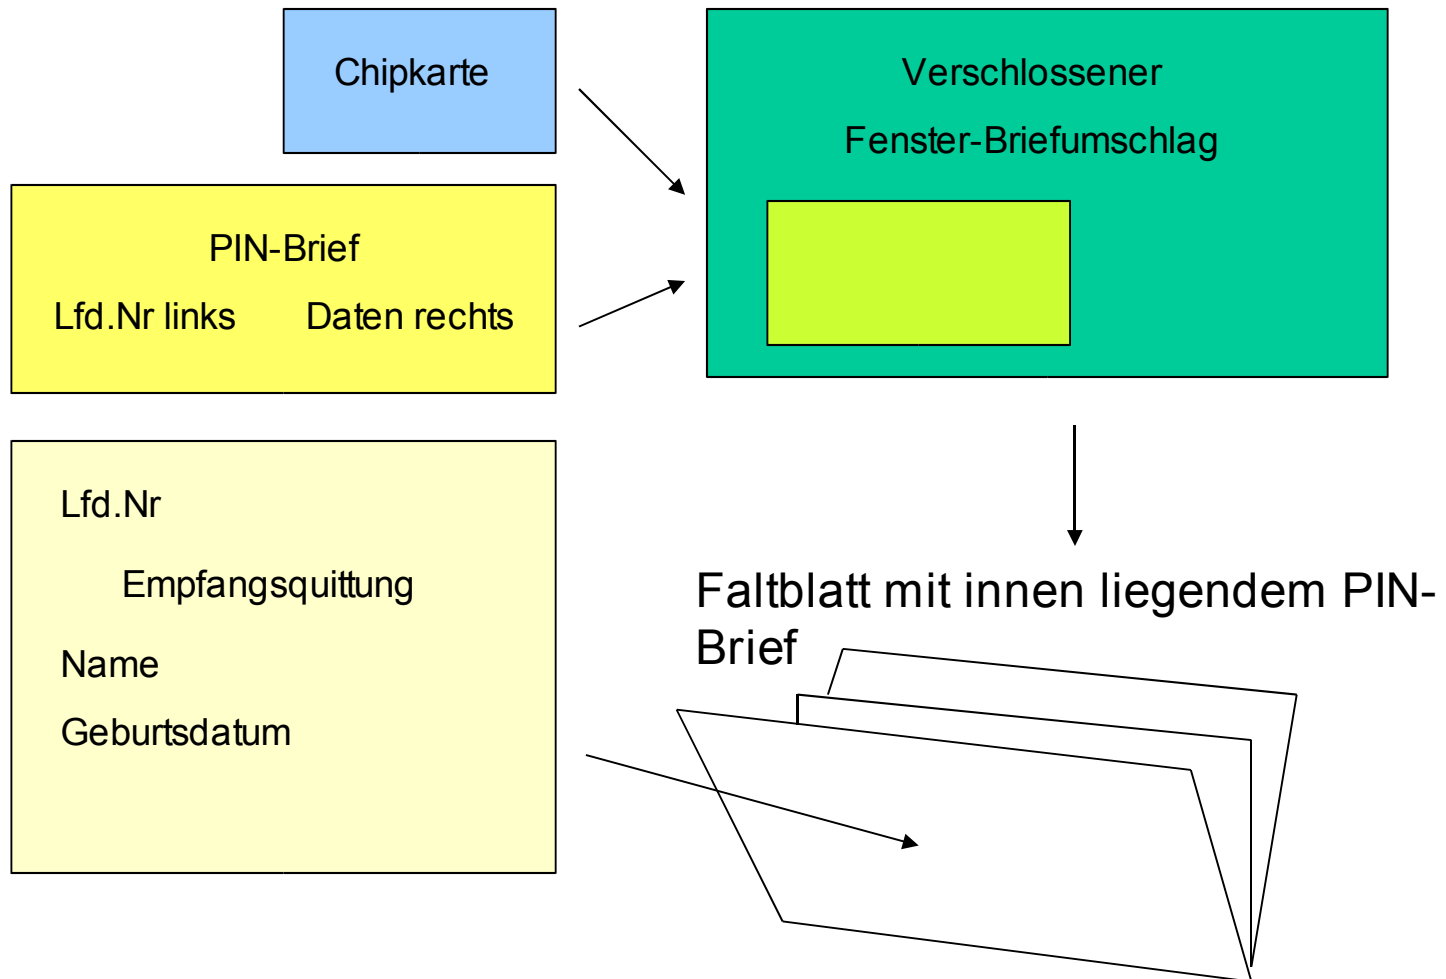 Chipkarte
Verschlossener
Fenster-Briefumschlag
PIN-Brief
Lfd.Nr links Daten rechts
Lfd.Nr
Empfangsquittung
Name
Geburtsdatum
Faltblatt mit innen liegendem PIN-
Brief